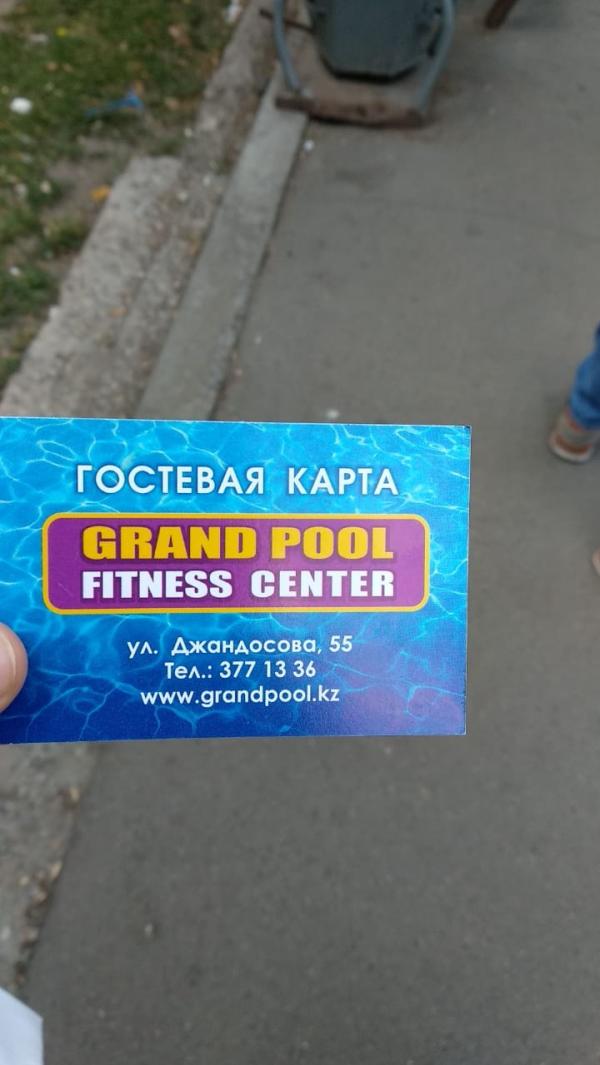 ГОСТЕВАЯ КАРТА
GRAND POOL
FITNESS CENTER
ул. Джандосова, 55
Тел.: 377 13 36
www.grandpool.kz